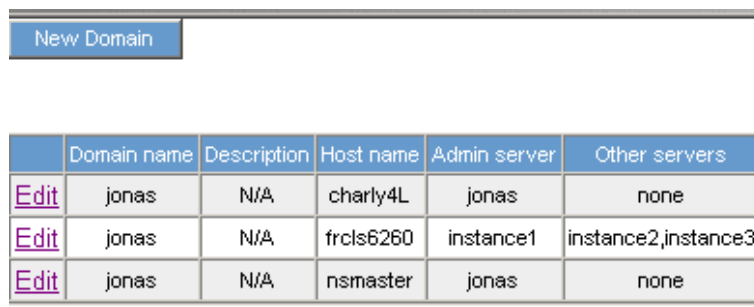 New Domain
Domain name Description Host name Admin server Other servers
Edit jonas N/A charly4L jonas none
Edit jonas N/A frcls6260 instance1 instance2,instance3
Edit jonas N/A nsmaster jonas none